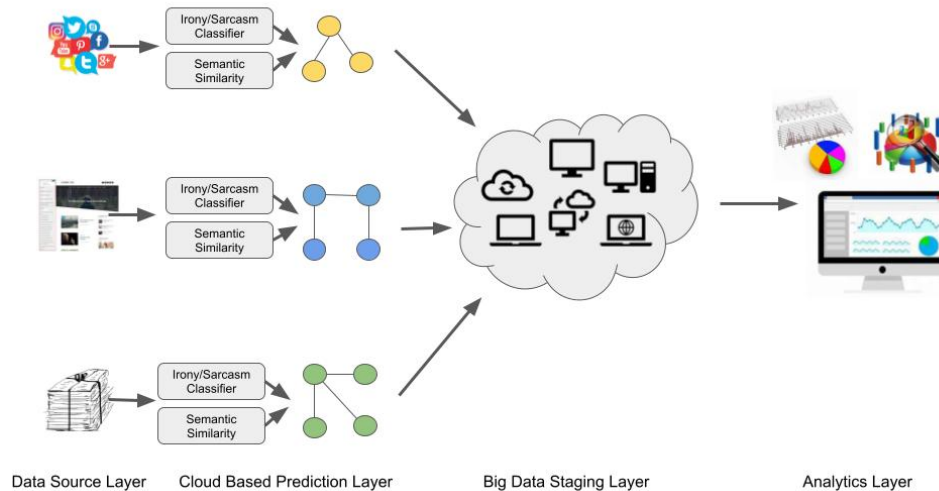 Irony/Sarcasm
Classifier
Semantic
Similarity
Irony/Sarcasm
Classifier
Semantic
Similarity
Irony/Sarcasm
Classifier
Semantic
Similarity
Data Source Layer
Cloud Based Prediction Layer
Big Data Staging Layer
Analytics Layer